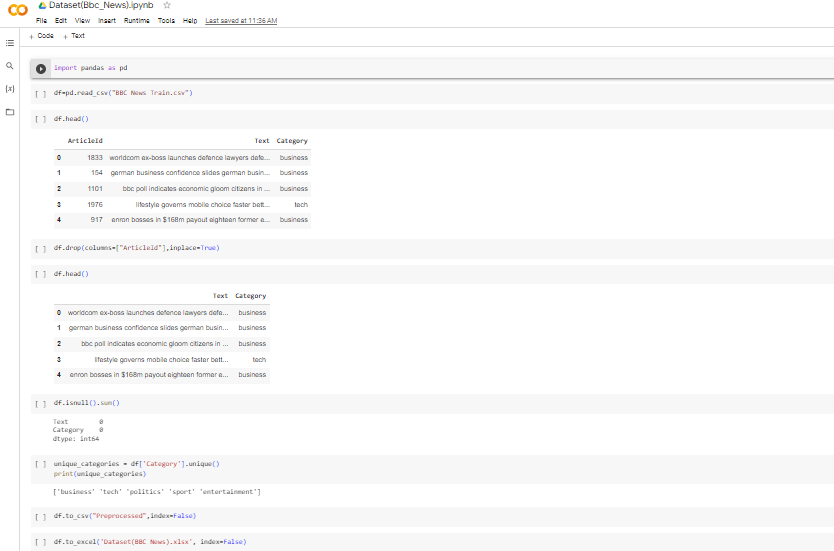 Dataset(Bbc_News).ipynb
File Edit View Insert Runtime Tools Help Last saved at 11:36 AM
+ Code + Text
import pandas as pd
[ ] df=pd.read_csv("BBC News Train.csv")
[ ] df.head()
ArticleId Text Category
0 1833 worldcom ex-boss launches defence lawyers defe... business
1 154 german business confidence slides german busin... business
2 1101 bbc poll indicates economic gloom citizens in ... business
3 1976 lifestyle governs mobile choice faster bett... tech
4 917 enron bosses in $168m payout eighteen former e... business
[ ] df.drop(columns=["ArticleId"],inplace=True)
[ ] df.head()
Text Category
0 worldcom ex-boss launches defence lawyers defe... business
1 german business confidence slides german busin... business
2 bbc poll indicates economic gloom citizens in ... business
3 lifestyle governs mobile choice faster bett... tech
4 enron bosses in $168m payout eighteen former e... business
[ ] df.isnull().sum()
Text 0
Category 0
dtype: int64
[ ] unique_categories = df['Category'].unique()
print(unique_categories)
['business' 'tech' 'politics' 'sport' 'entertainment']
[ ] df.to_csv("Preprocessed",index=False)
[ ] df.to_excel('Dataset(BBC News).xlsx', index=False)